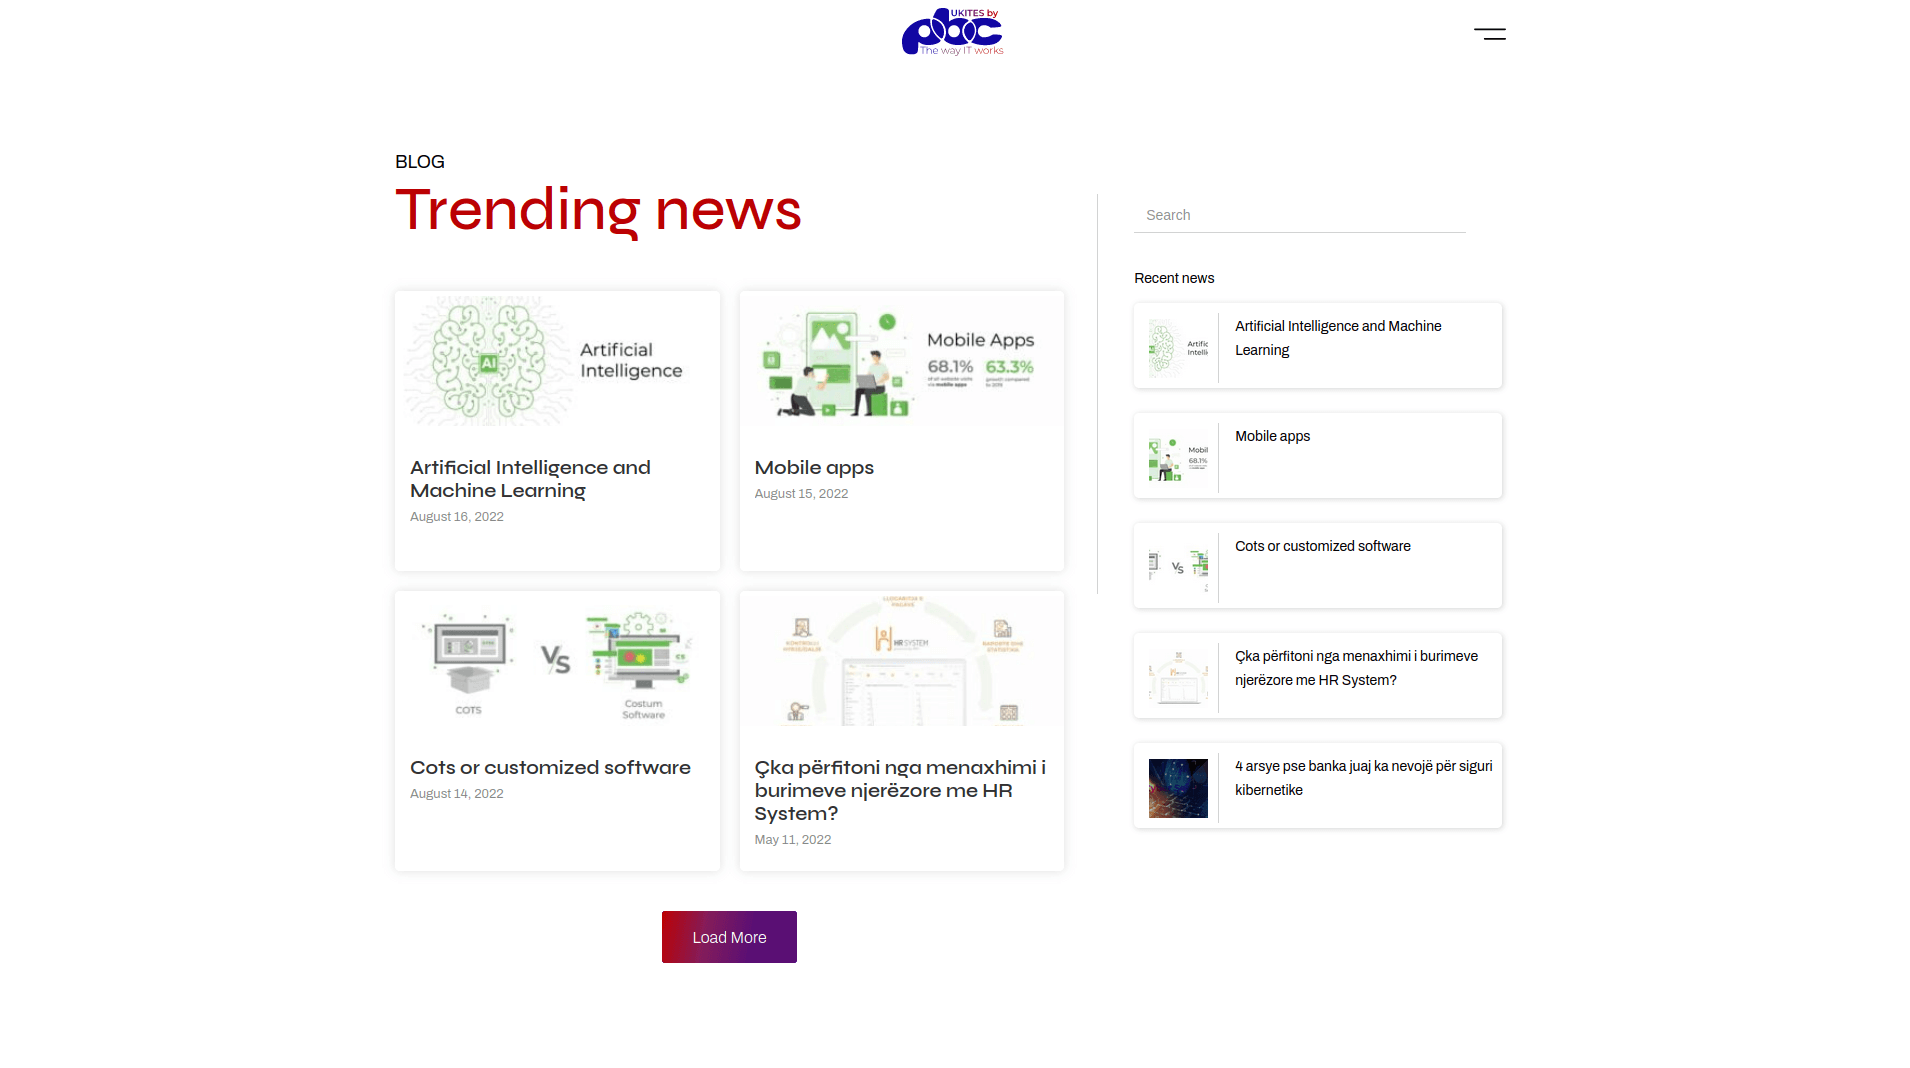 UKITES by
pbc
The way IT works
BLOG
Trending news
Search
Recent news
Artificial
Intelligence
AI
Artificial Intelligence and
Machine Learning
August 16, 2022
Mobile Apps
68.1% 63.3%
Mobile apps
August 15, 2022
VS
COTS
Costum
Software
Cots or customized software
August 14, 2022
HR SYSTEM
Çka përfitoni nga menaxhimi i
burimeve njerëzore me HR
System?
May 11, 2022
Load More
Artificial Intelligence and Machine
Learning
Mobile apps
Cots or customized software
Çka përfitoni nga menaxhimi i burimeve
njerëzore me HR System?
4 arsye pse banka juaj ka nevojë për siguri
kibernetike